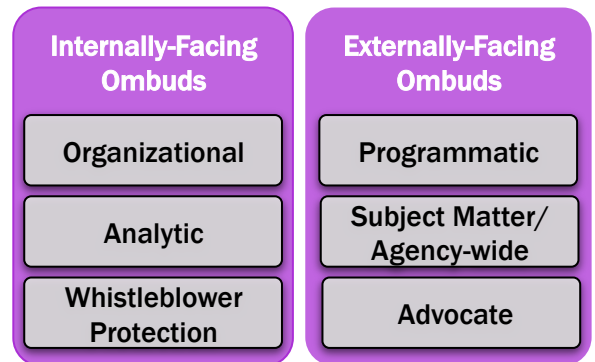 Internally-Facing
Ombuds
Organizational
Analytic
Whistleblower
Protection
Externally-Facing
Ombuds
Programmatic
Subject Matter/
Agency-wide
Advocate